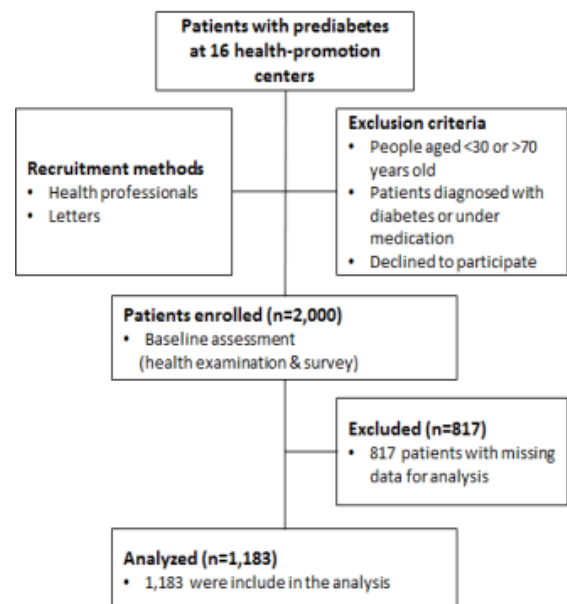 Patients with prediabetes
at 16 health-promotion
centers
Recruitment methods
• Health professionals
• Letters
Exclusion criteria
• People aged <30 or >70
years old
• Patients diagnosed with
diabetes or under
medication
• Declined to participate
Patients enrolled (n=2,000)
• Baseline assessment
(health examination & survey)
Excluded (n=817)
• 817 patients with missing
data for analysis
Analyzed (n=1,183)
• 1,183 were include in the analysis